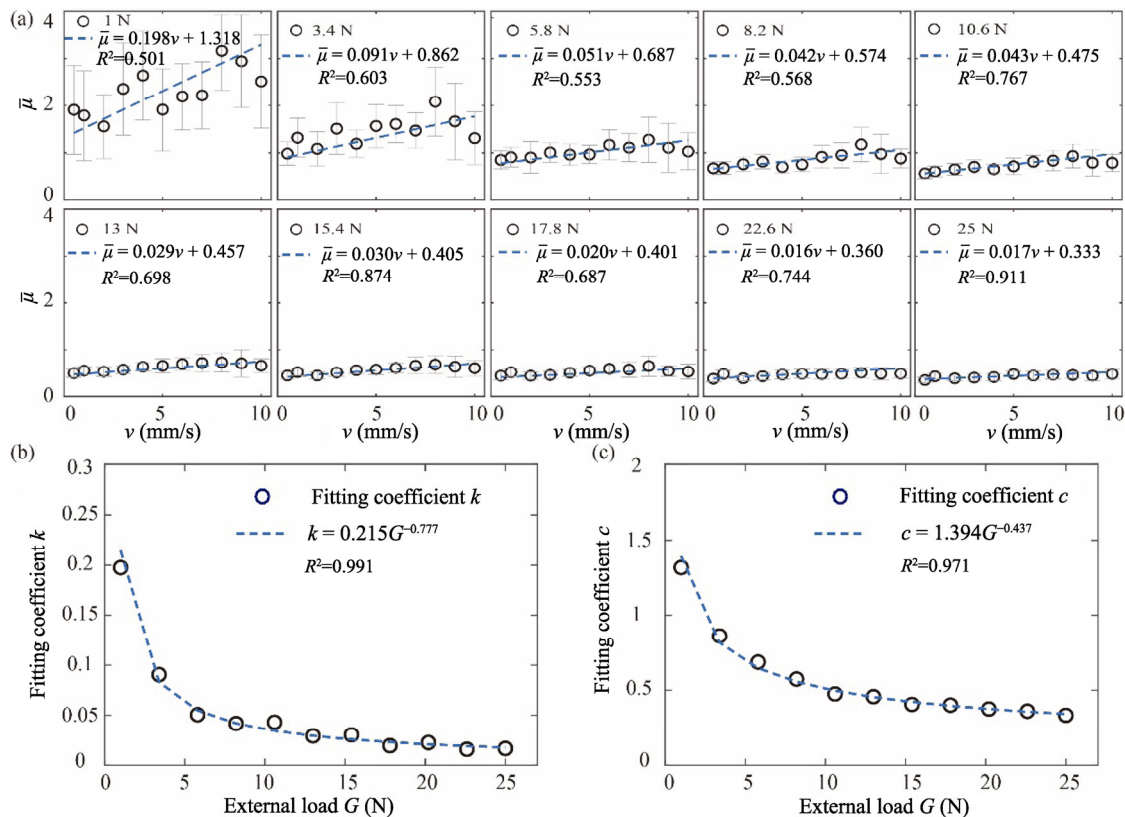 (a)
4
2
0
μ̄
1 N
μ̄ = 0.198v + 1.318
R²=0.501
3.4 N
μ̄ = 0.091v + 0.862
R²=0.603
5.8 N
μ̄ = 0.051v + 0.687
R²=0.553
8.2 N
μ̄ = 0.042v + 0.574
R²=0.568
10.6 N
μ̄ = 0.043v + 0.475
R²=0.767
4
2
0
μ̄
13 N
μ̄ = 0.029v + 0.457
R²=0.698
15.4 N
μ̄ = 0.030v + 0.405
R²=0.874
17.8 N
μ̄ = 0.020v + 0.401
R²=0.687
22.6 N
μ̄ = 0.016v + 0.360
R²=0.744
25 N
μ̄ = 0.017v + 0.333
R²=0.911
0 5 10 0 5 10 0 5 10 0 5 10 0 5 10
v (mm/s) v (mm/s) v (mm/s) v (mm/s) v (mm/s)
(b)
0.3
0.25
0.2
0.15
0.1
0.05
0
Fitting coefficient k
Fitting coefficient k
k = 0.215G⁻⁰·⁷⁷⁷
R²=0.991
0 5 10 15 20 25
External load G (N)
(c)
2
1.5
1
0.5
0
Fitting coefficient c
Fitting coefficient c
c = 1.394G⁻⁰·⁴³⁷
R²=0.971
0 5 10 15 20 25
External load G (N)